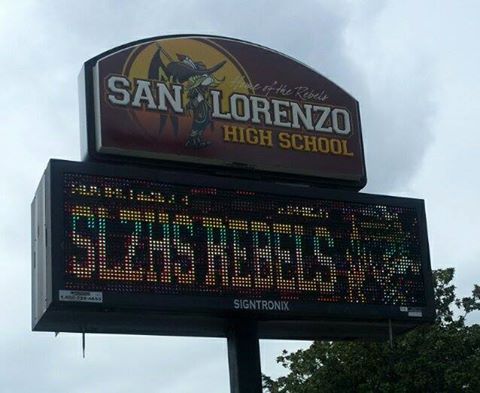 Home of the Rebels
SAN LORENZO
HIGH SCHOOL
SLZHS REBELS
SIGNTRONIX